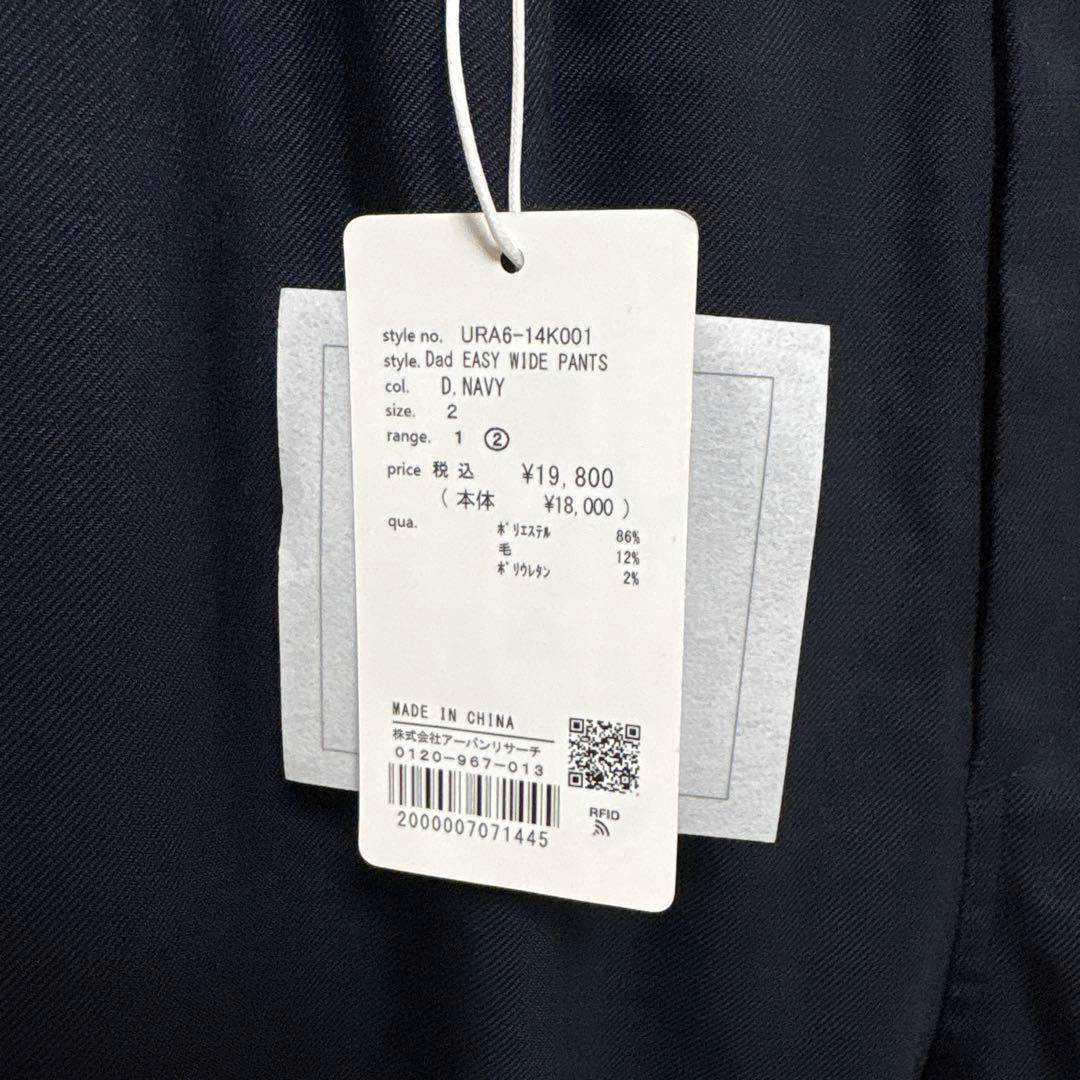 style no. URA6-14K001
style. Dad EASY WIDE PANTS
col. D.NAVY
size. 2
range. 1 ②
price 税込 ¥19,800
(本体 ¥18,000)
qua. ﾎﾟﾘｴｽﾃﾙ 86%
毛 12%
ﾎﾟﾘｳﾚﾀﾝ 2%
MADE IN CHINA
株式会社アーバンリサーチ
0120-967-013
2000007071445
RFID